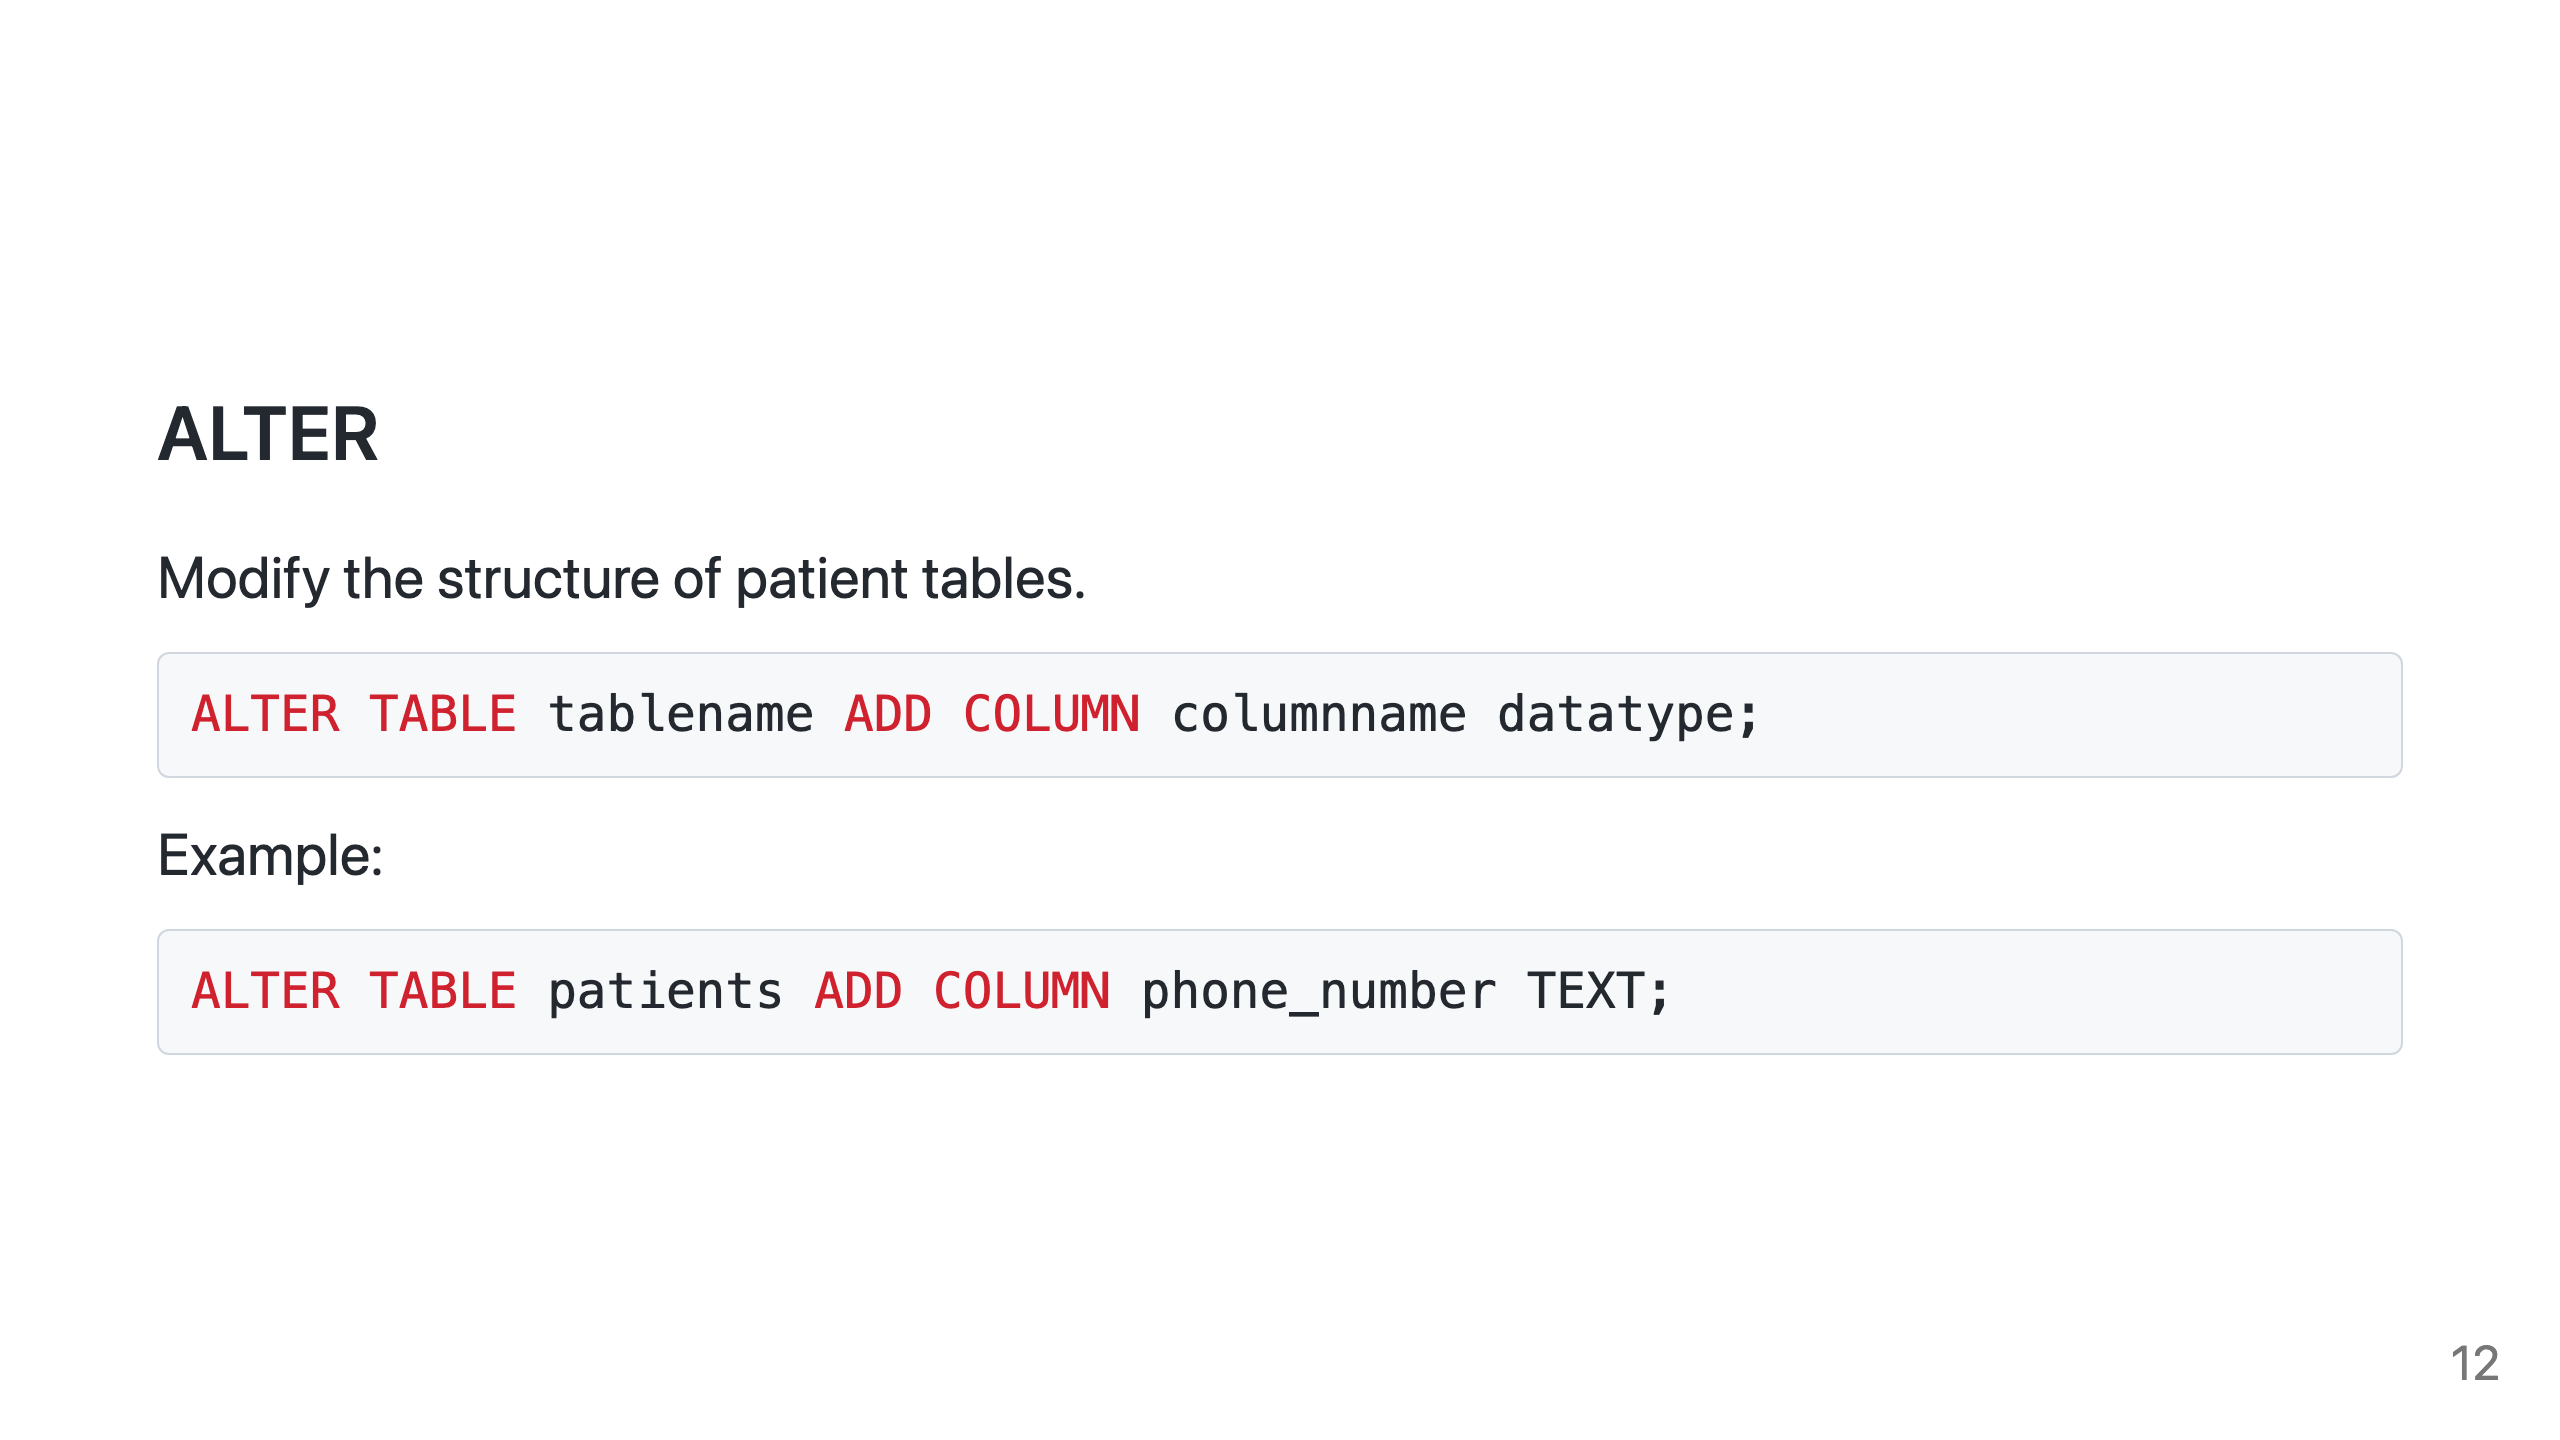 ALTER
Modify the structure of patient tables.
ALTER TABLE tablename ADD COLUMN columnname datatype;
Example:
ALTER TABLE patients ADD COLUMN phone_number TEXT;
12